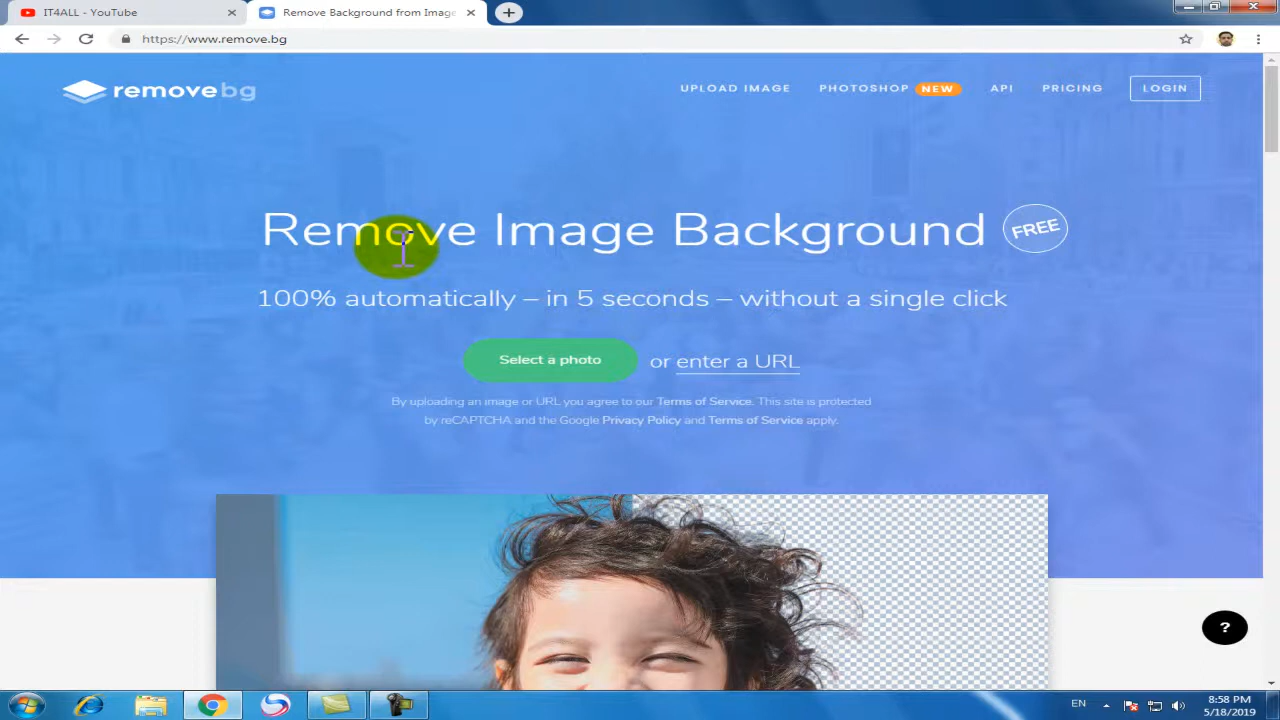 IT4ALL - YouTube
Remove Background from Image
https://www.remove.bg
removebg
UPLOAD IMAGE PHOTOSHOP NEW API PRICING LOGIN
Remove Image Background FREE
100% automatically – in 5 seconds – without a single click
Select a photo or enter a URL
By uploading an image or URL you agree to our Terms of Service. This site is protected
by reCAPTCHA and the Google Privacy Policy and Terms of Service apply.
?
EN
8:58 PM
5/18/2019